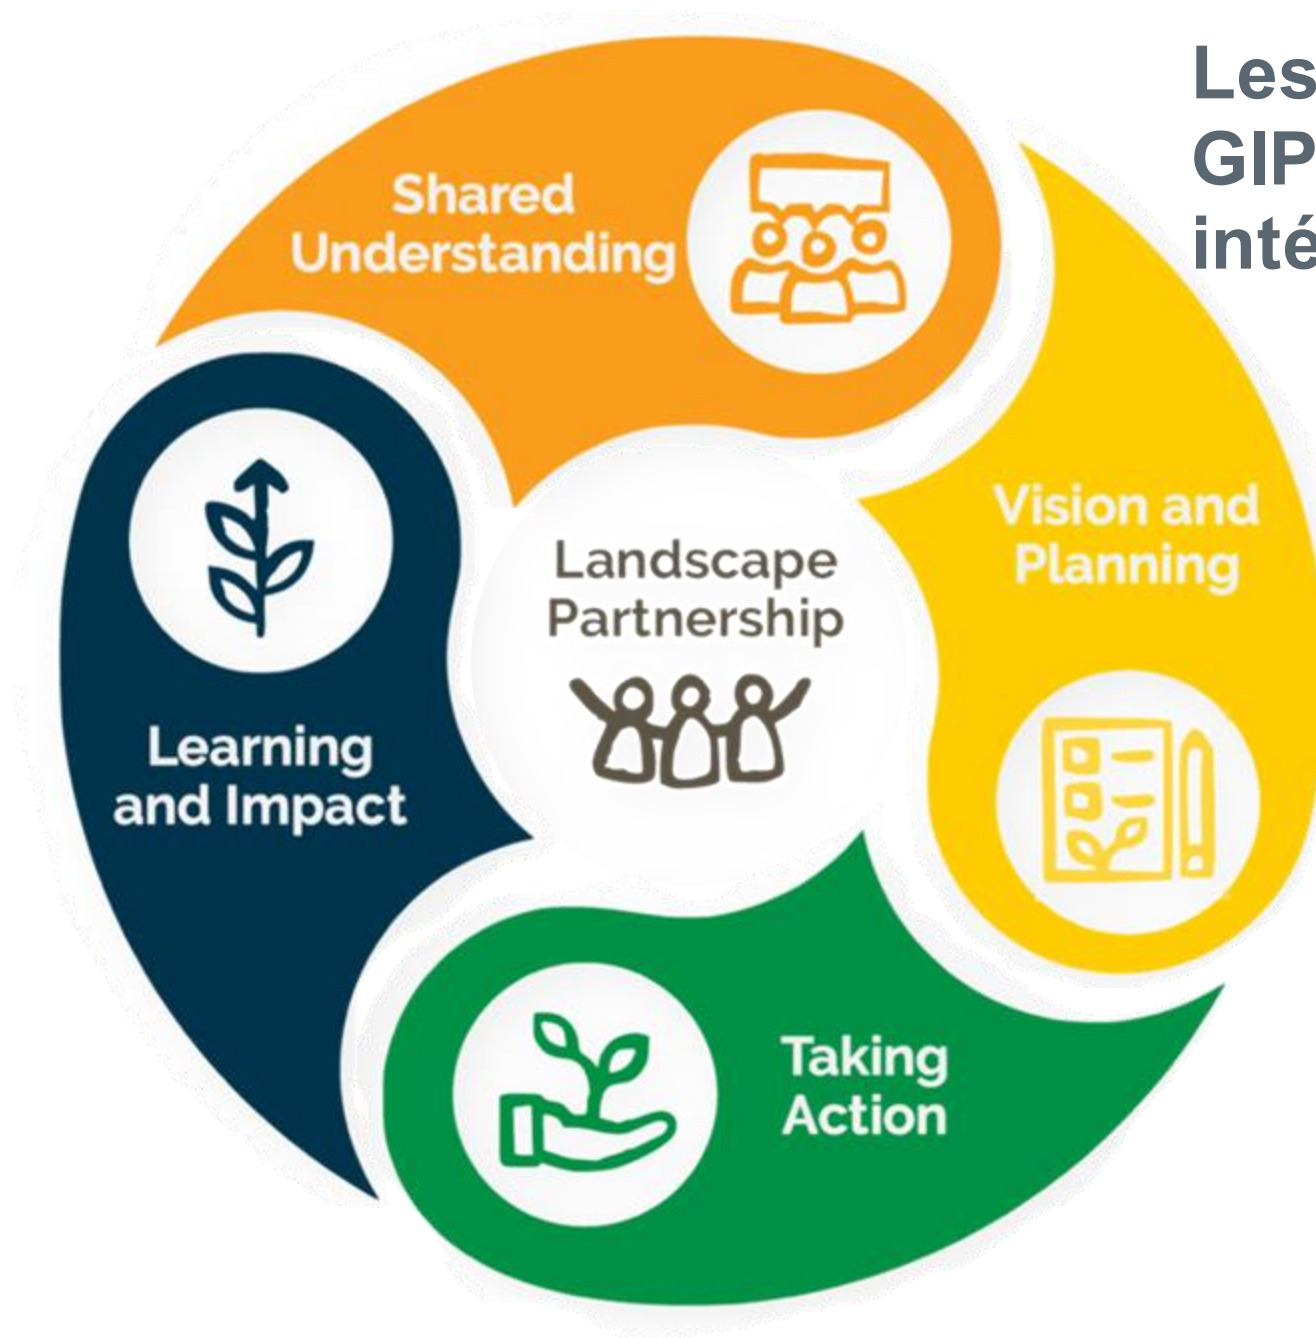 Les
GIP
inté
Shared
Understanding
Vision and
Planning
Landscape
Partnership
Learning
and Impact
Taking
Action